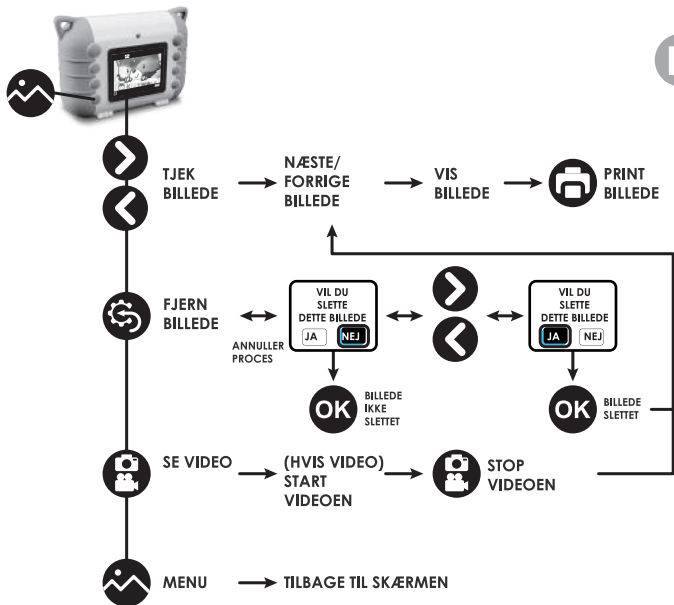 TJEK
BILLEDE
NÆSTE/
FORRIGE
BILLEDE
VIS
BILLEDE
PRINT
BILLEDE
FJERN
BILLEDE
ANNULLER
PROCES
VIL DU
SLETTE
DETTE BILLEDE
JA NEJ
OK
BILLEDE
IKKE
SLETTET
VIL DU
SLETTE
DETTE BILLEDE
JA NEJ
OK
BILLEDE
SLETTET
SE VIDEO
(HVIS VIDEO)
START
VIDEOEN
STOP
VIDEOEN
MENU
TILBAGE TIL SKÆRMEN